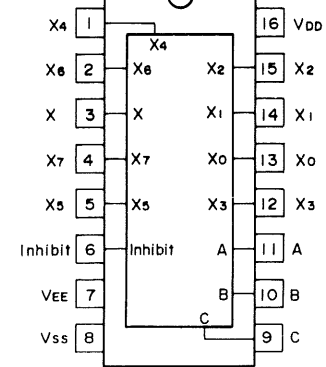 X4 1 16 VDD
X4
X6 2 X6 X2 15 X2
X 3 X X1 14 X1
X7 4 X7 X0 13 X0
X5 5 X5 X3 12 X3
Inhibit 6 Inhibit A 11 A
VEE 7 B 10 B
C
VSS 8 9 C